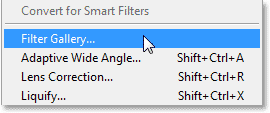 Convert for Smart Filters
Filter Gallery...
Adaptive Wide Angle... Shift+Ctrl+A
Lens Correction... Shift+Ctrl+R
Liquify... Shift+Ctrl+X